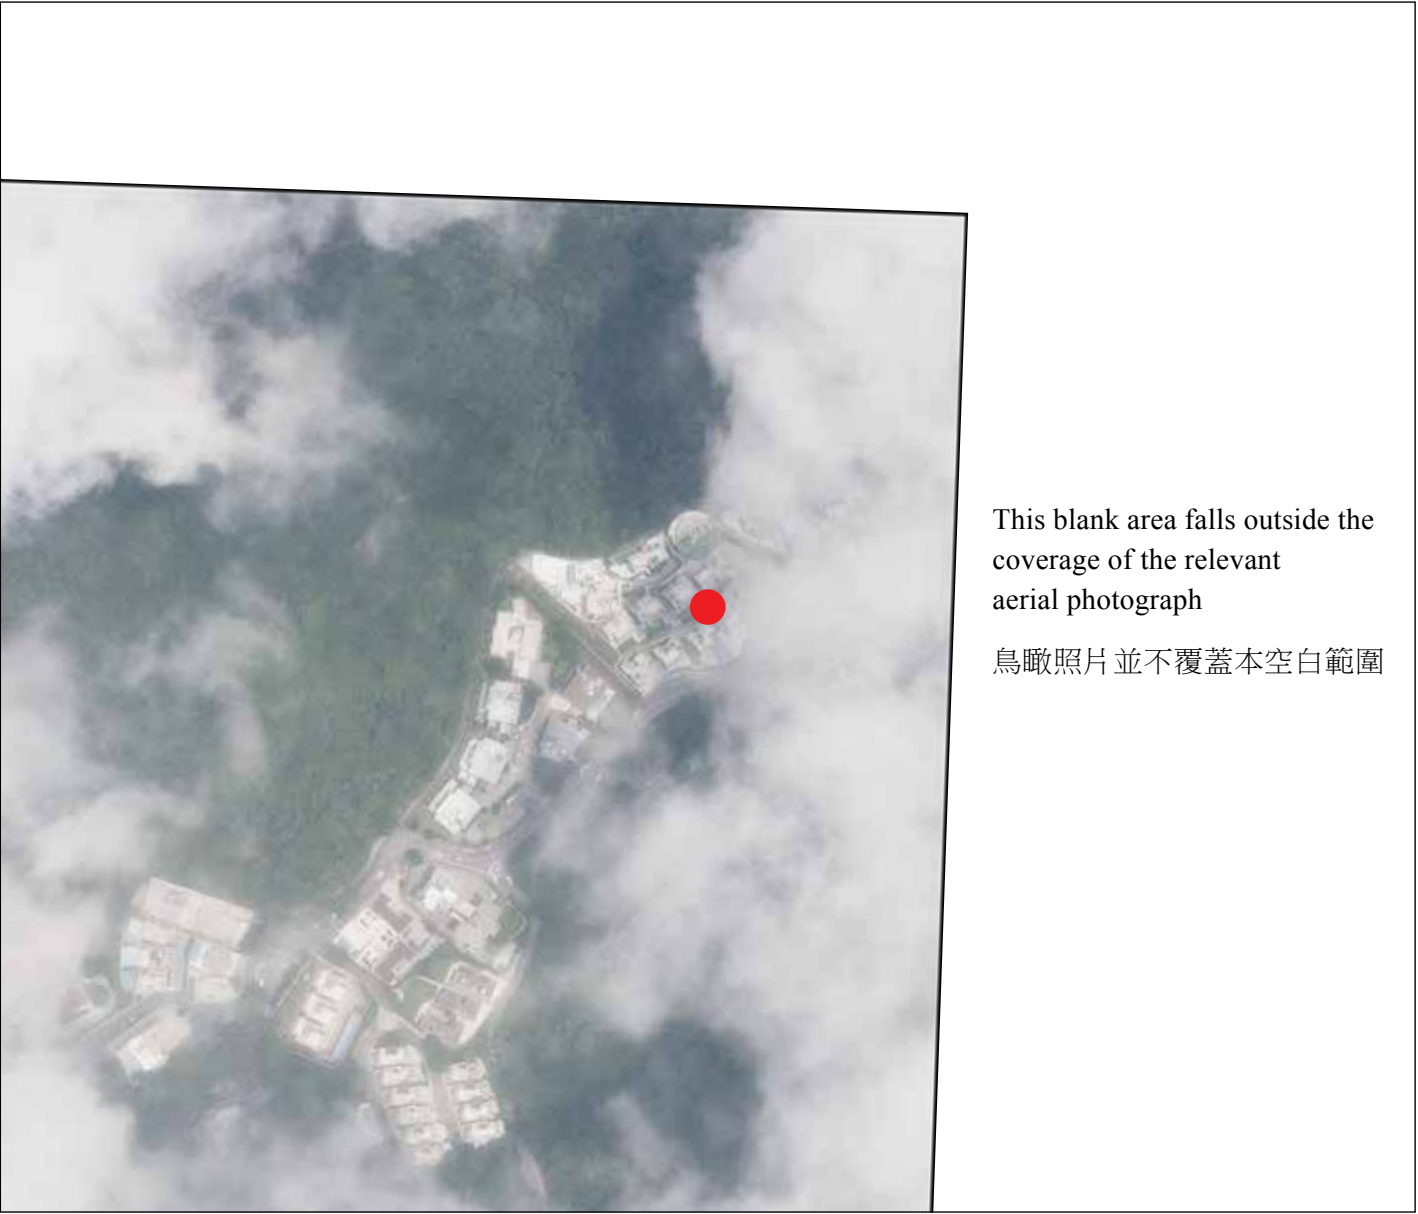 This blank area falls outside the
coverage of the relevant
aerial photograph
鳥瞰照片並不覆蓋本空白範圍